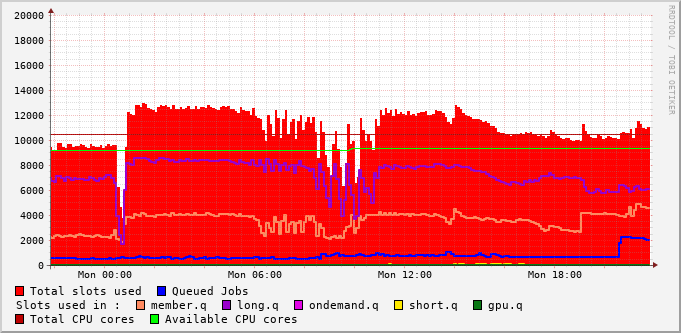 20000
18000
16000
14000
12000
10000
8000
6000
4000
2000
0
Mon 00:00 Mon 06:00 Mon 12:00 Mon 18:00
RRDTOOL / TOBI OETIKER
Total slots used Queued Jobs
Slots used in : member.q long.q ondemand.q short.q gpu.q
Total CPU cores Available CPU cores